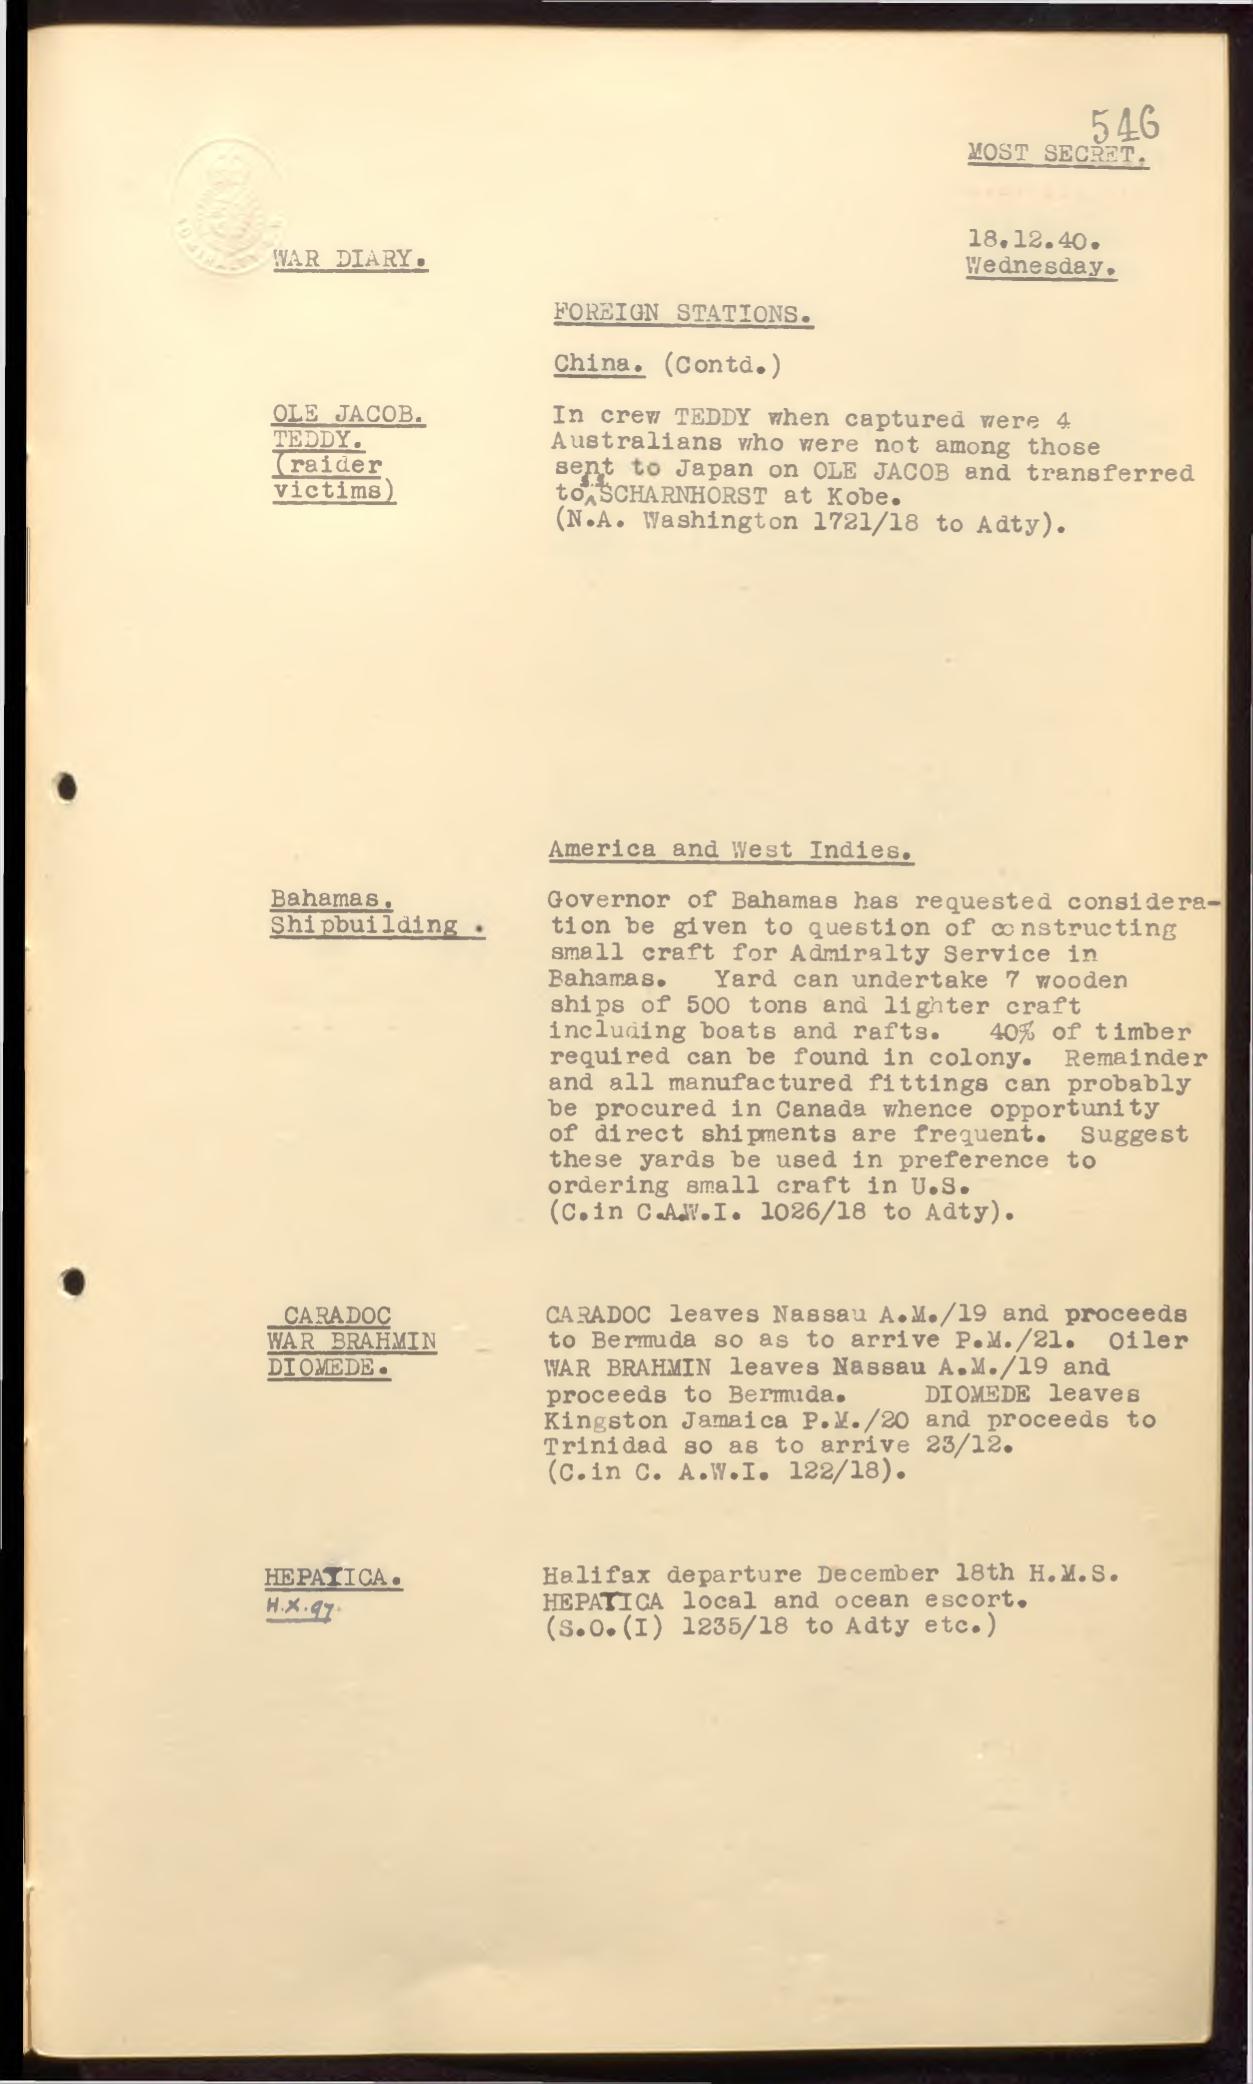 546
MOST SECRET.
18.12.40.
WAR DIARY.
Wednesday.
FOREIGN STATIONS.
China. (Contd.)
OLE JACOB.
TEDDY.
(raider
victims)
In crew TEDDY when captured were 4
Australians who were not among those
sent to Japan on OLE JACOB and transferred
to S.S. SCHARNHORST at Kobe.
(N.A. Washington 1721/18 to Adty).
America and West Indies.
Bahamas.
Shipbuilding .
Governor of Bahamas has requested considera-
tion be given to question of constructing
small craft for Admiralty Service in
Bahamas. Yard can undertake 7 wooden
ships of 500 tons and lighter craft
including boats and rafts. 40% of timber
required can be found in colony. Remainder
and all manufactured fittings can probably
be procured in Canada whence opportunity
of direct shipments are frequent. Suggest
these yards be used in preference to
ordering small craft in U.S.
(C.in C.A.W.I. 1026/18 to Adty).
CARADOC
WAR BRAHMIN
DIOMEDE.
CARADOC leaves Nassau A.M./19 and proceeds
to Bermuda so as to arrive P.M./21. Oiler
WAR BRAHMIN leaves Nassau A.M./19 and
proceeds to Bermuda. DIOMEDE leaves
Kingston Jamaica P.M./20 and proceeds to
Trinidad so as to arrive 23/12.
(C.in C. A.W.I. 122/18).
HEPATICA.
H.X.97.
Halifax departure December 18th H.M.S.
HEPATICA local and ocean escort.
(S.O.(I) 1235/18 to Adty etc.)